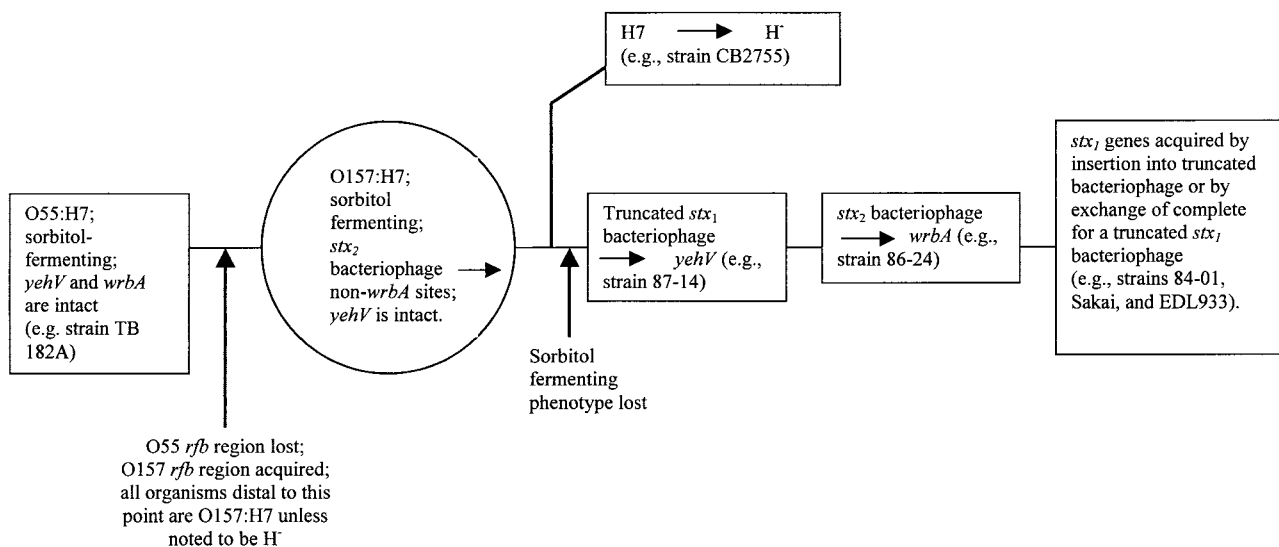 O55:H7;
sorbitol-
fermenting;
yehV and wrbA
are intact
(e.g. strain TB
182A)
O55 rfb region lost;
O157 rfb region acquired;
all organisms distal to this
point are O157:H7 unless
noted to be H-
O157:H7;
sorbitol
fermenting;
stx2
bacteriophage
non-wrbA sites;
yehV is intact.
H7 → H-
(e.g., strain CB2755)
Sorbitol
fermenting
phenotype lost
Truncated stx1
bacteriophage
→ yehV (e.g.,
strain 87-14)
stx2 bacteriophage
→ wrbA (e.g.,
strain 86-24)
stx1 genes acquired by
insertion into truncated
bacteriophage or by
exchange of complete
for a truncated stx1
bacteriophage
(e.g., strains 84-01,
Sakai, and EDL933).